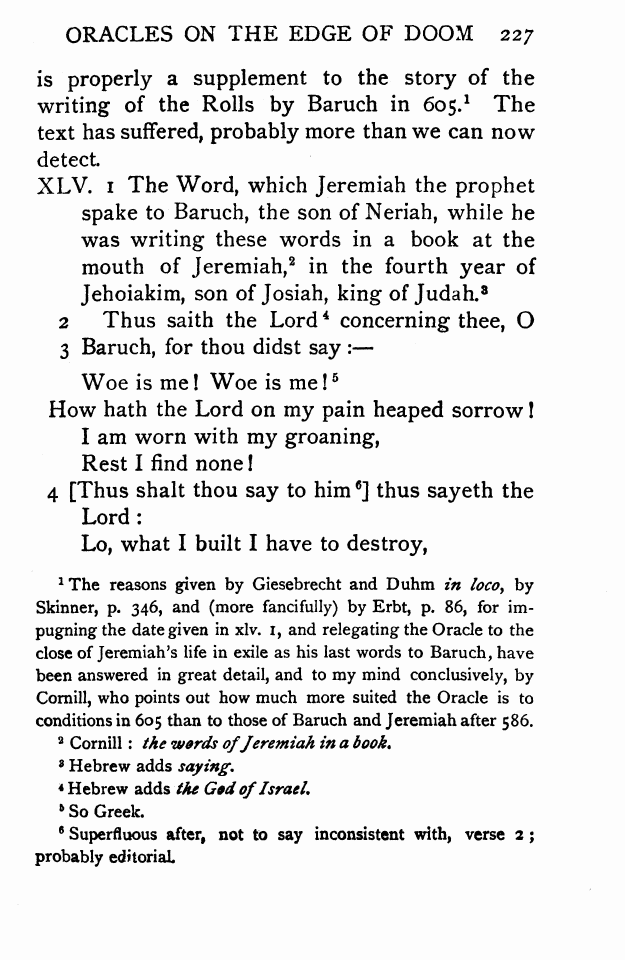 ORACLES ON THE EDGE OF DOOM 227
is properly a supplement to the story of the
writing of the Rolls by Baruch in 605.¹ The
text has suffered, probably more than we can now
detect.
XLV. 1 The Word, which Jeremiah the prophet
spake to Baruch, the son of Neriah, while he
was writing these words in a book at the
mouth of Jeremiah,² in the fourth year of
Jehoiakim, son of Josiah, king of Judah.³
2 Thus saith the Lord⁴ concerning thee, O
3 Baruch, for thou didst say :—
Woe is me! Woe is me!⁵
How hath the Lord on my pain heaped sorrow!
I am worn with my groaning,
Rest I find none!
4 [Thus shalt thou say to him⁶] thus sayeth the
Lord :
Lo, what I built I have to destroy,
¹ The reasons given by Giesebrecht and Duhm in loco, by
Skinner, p. 346, and (more fancifully) by Erbt, p. 86, for im-
pugning the date given in xlv. 1, and relegating the Oracle to the
close of Jeremiah's life in exile as his last words to Baruch, have
been answered in great detail, and to my mind conclusively, by
Cornill, who points out how much more suited the Oracle is to
conditions in 605 than to those of Baruch and Jeremiah after 586.
² Cornill : the words of Jeremiah in a book.
³ Hebrew adds saying.
⁴ Hebrew adds the God of Israel.
⁵ So Greek.
⁶ Superfluous after, not to say inconsistent with, verse 2 ;
probably editorial.